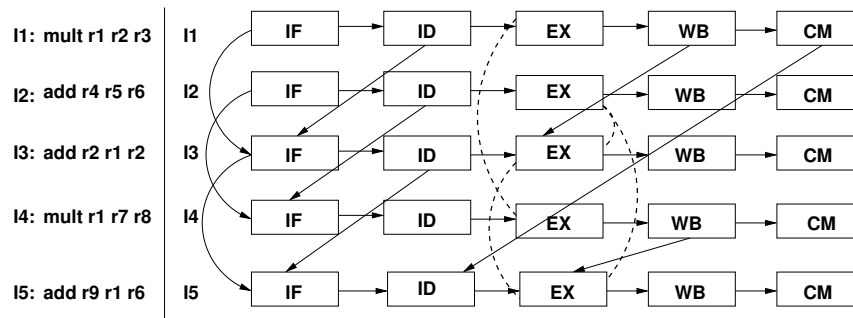 I1: mult r1 r2 r3 I1 IF ID EX WB CM
I2: add r4 r5 r6 I2 IF ID EX WB CM
I3: add r2 r1 r2 I3 IF ID EX WB CM
I4: mult r1 r7 r8 I4 IF ID EX WB CM
I5: add r9 r1 r6 I5 IF ID EX WB CM